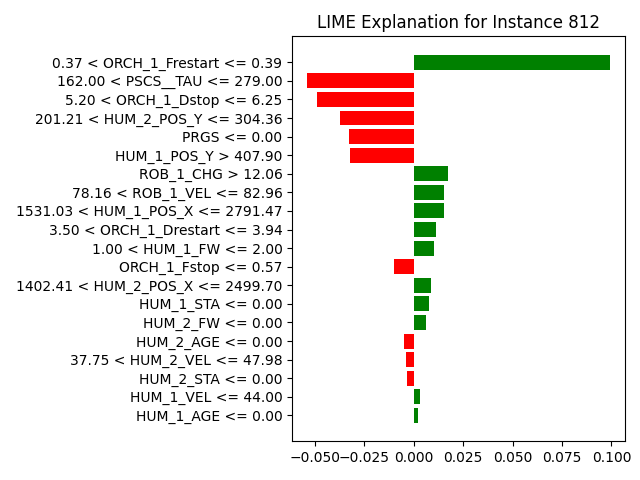 LIME Explanation for Instance 812
0.37 < ORCH_1_Frestart <= 0.39
162.00 < PSCS__TAU <= 279.00
5.20 < ORCH_1_Dstop <= 6.25
201.21 < HUM_2_POS_Y <= 304.36
PRGS <= 0.00
HUM_1_POS_Y > 407.90
ROB_1_CHG > 12.06
78.16 < ROB_1_VEL <= 82.96
1531.03 < HUM_1_POS_X <= 2791.47
3.50 < ORCH_1_Drestart <= 3.94
1.00 < HUM_1_FW <= 2.00
ORCH_1_Fstop <= 0.57
1402.41 < HUM_2_POS_X <= 2499.70
HUM_1_STA <= 0.00
HUM_2_FW <= 0.00
HUM_2_AGE <= 0.00
37.75 < HUM_2_VEL <= 47.98
HUM_2_STA <= 0.00
HUM_1_VEL <= 44.00
HUM_1_AGE <= 0.00
−0.050 −0.025 0.000 0.025 0.050 0.075 0.100